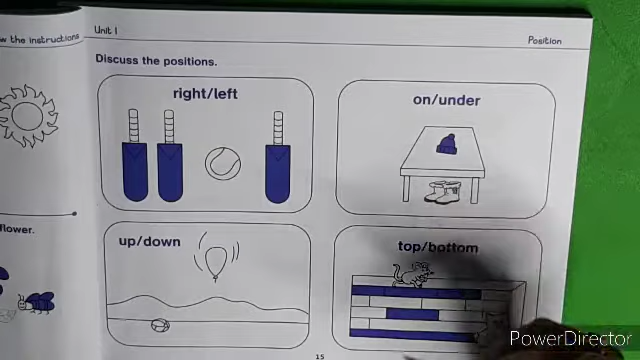 w the instructions
Unit 1
Position
Discuss the positions.
right/left
on/under
flower.
up/down
top/bottom
15
PowerDirector